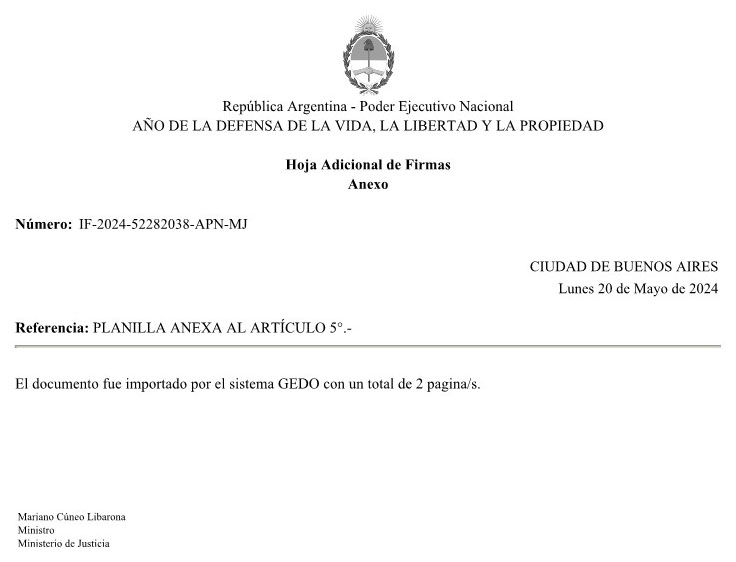 República Argentina - Poder Ejecutivo Nacional
AÑO DE LA DEFENSA DE LA VIDA, LA LIBERTAD Y LA PROPIEDAD
Hoja Adicional de Firmas
Anexo
Número: IF-2024-52282038-APN-MJ
CIUDAD DE BUENOS AIRES
Lunes 20 de Mayo de 2024
Referencia: PLANILLA ANEXA AL ARTÍCULO 5°.-
El documento fue importado por el sistema GEDO con un total de 2 pagina/s.
Mariano Cúneo Libarona
Ministro
Ministerio de Justicia